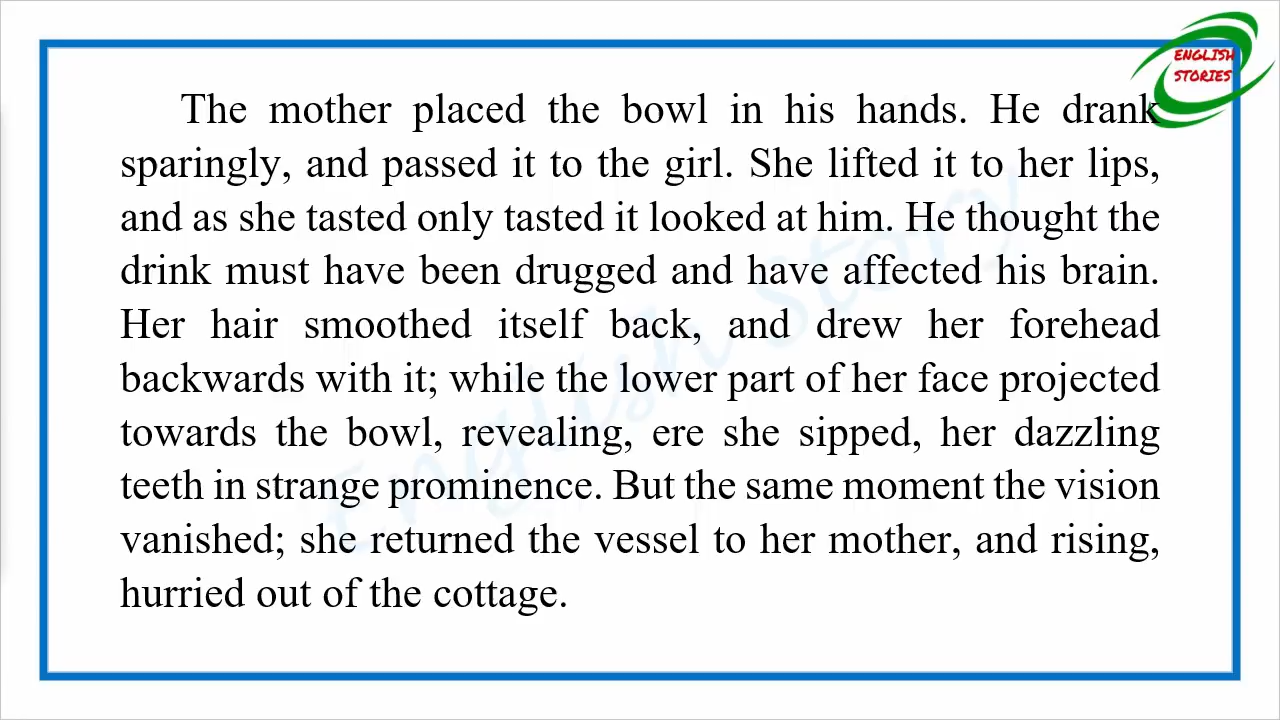 ENGLISH
STORIES
The mother placed the bowl in his hands. He drank
sparingly, and passed it to the girl. She lifted it to her lips,
and as she tasted only tasted it looked at him. He thought the
drink must have been drugged and have affected his brain.
Her hair smoothed itself back, and drew her forehead
backwards with it; while the lower part of her face projected
towards the bowl, revealing, ere she sipped, her dazzling
teeth in strange prominence. But the same moment the vision
vanished; she returned the vessel to her mother, and rising,
hurried out of the cottage.
English Story